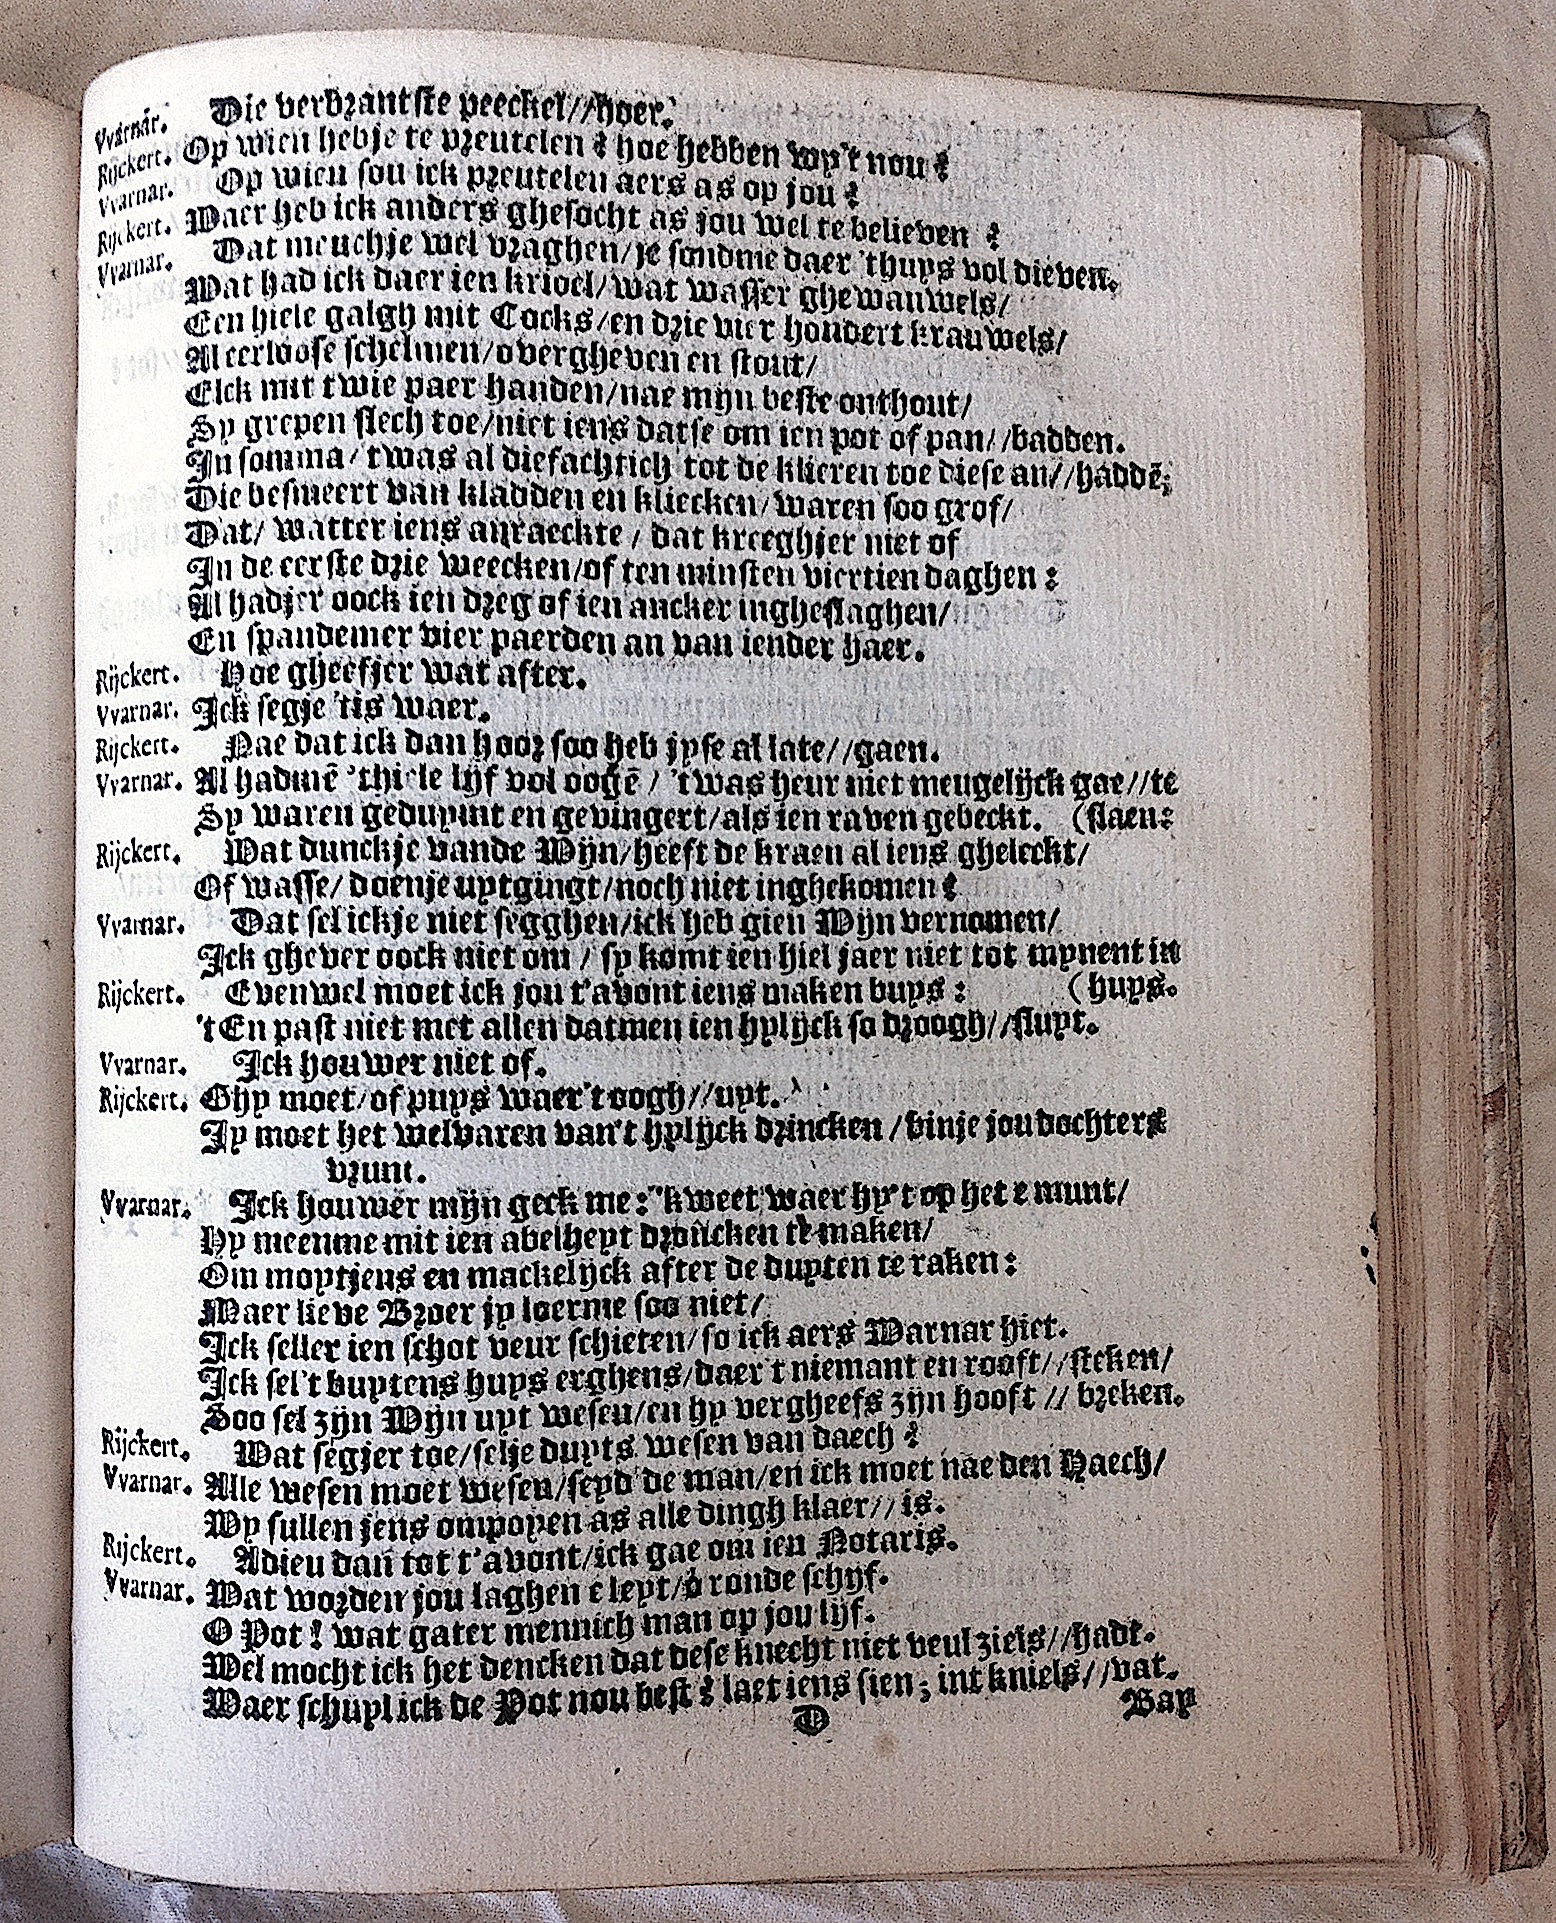 Vvarnar. Die verbrantste peeckel//hoer.
Rijckert. Op wien hebje te preutelen? hoe hebben wy't nou?
Vvarnar. Op wien sou ick preutelen aers as op jou?
Rijckert. Waer heb ick anders ghesocht as jou wel te believen?
Vvarnar. Dat meuchje wel vraghen/je sondme daer 'thuys vol dieven.
Wat had ick daer ien krioel/wat wasser ghewauwels/
Een hiele galgh mit Cocks/en drie vier hondert krauwels/
Al eerloose schelmen/overgheven en stout/
Elck mit twie paer handen/nae mijn beste onthout/
Sy grepen slech toe/niet iens datse om ien pot of pan//badden.
In somma/twas al diefachtich tot de klieren toe diese an//haddē;
Die besmeert van kladden en kliecken/waren soo grof/
Dat/ watter iens anraeckte/ dat kreeghjer niet of
In de eerste drie weecken/of ten minsten viertien daghen:
Al hadjer oock ien dreg of ien ancker ingheslaghen/
En spandemer vier paerden an van iender haer.
Rijckert. Hoe gheefjer wat after.
Vvarnar. Ick segje 'tis waer.
Rijckert. Nae dat ick dan hoor soo heb jyse al late//gaen.
Vvarnar. Al hadmē 'thiele lijf vol oogē/ 'twas heur niet meugelijck gae//te
Sy waren geduymt en gevingert/als ien raven gebeckt. (slaen:
Rijckert. Wat dunckje vande Wijn/heeft de kraen al iens gheleckt/
Of wasse/ doenje uytgingt/noch niet inghekomen?
Vvarnar. Dat sel ickje niet segghen/ick heb gien Wijn vernomen/
Ick ghever oock niet om/ sy komt ien hiel jaer niet tot mynent in
Rijckert. Evenwel moet ick jou t'avont iens maken buys: (huys.
'tEn past niet met allen datmen ien hylijck so droogh//sluyt.
Vvarnar. Ick houwer niet of.
Rijckert. Ghy moet/of puys waer't oogh//uyt.
Jy moet het welvaren van't hylijck drincken/binje jou dochters
vrunt.
Vvarnar. Ick houwer mijn geck me: 'kweet waer hy't op het emunt/
Hy meenme mit ien abelheyt droncken te maken/
Om moytjens en mackelijck after de duyten te raken:
Maer lieve Broer jy loerme soo niet/
Ick seller ien schot veur schieten/so ick aers Warnar hiet.
Ick sel't buytens huys erghens/daer't niemant en rooft//steken/
Soo sel zijn Wijn uyt wesen/en hy vergheefs zijn hooft // breken.
Rijckert. Wat segjer toe/selje duyts wesen van daech?
Vvarnar. Alle wesen moet wesen/seyd de man/en ick moet nae den Haech/
Wy sullen jens ompoyen as alle dingh klaer// is.
Rijckert. Adieu dan tot t'avont/ick gae om ien Notaris.
Vvarnar. Wat worden jou laghen eleyt/ô ronde schijf.
O Pot! wat gater mennich man op jou lijf.
Wel mocht ick het dencken dat dese knecht niet veul ziels//hadt.
Waer schuyl ick de Pot nou best? laet iens sien; int kniels//vat.
D Bay